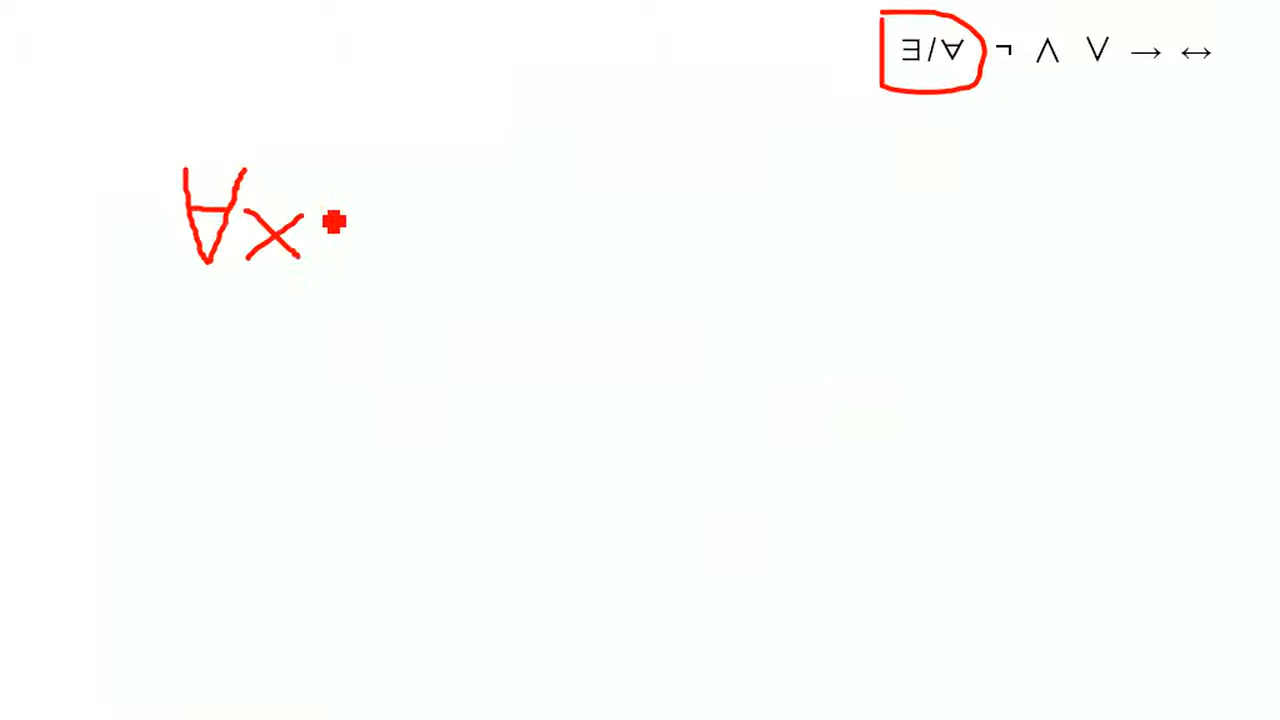 ∃/∀ ¬ ∧ ∨ → ↔
∀x